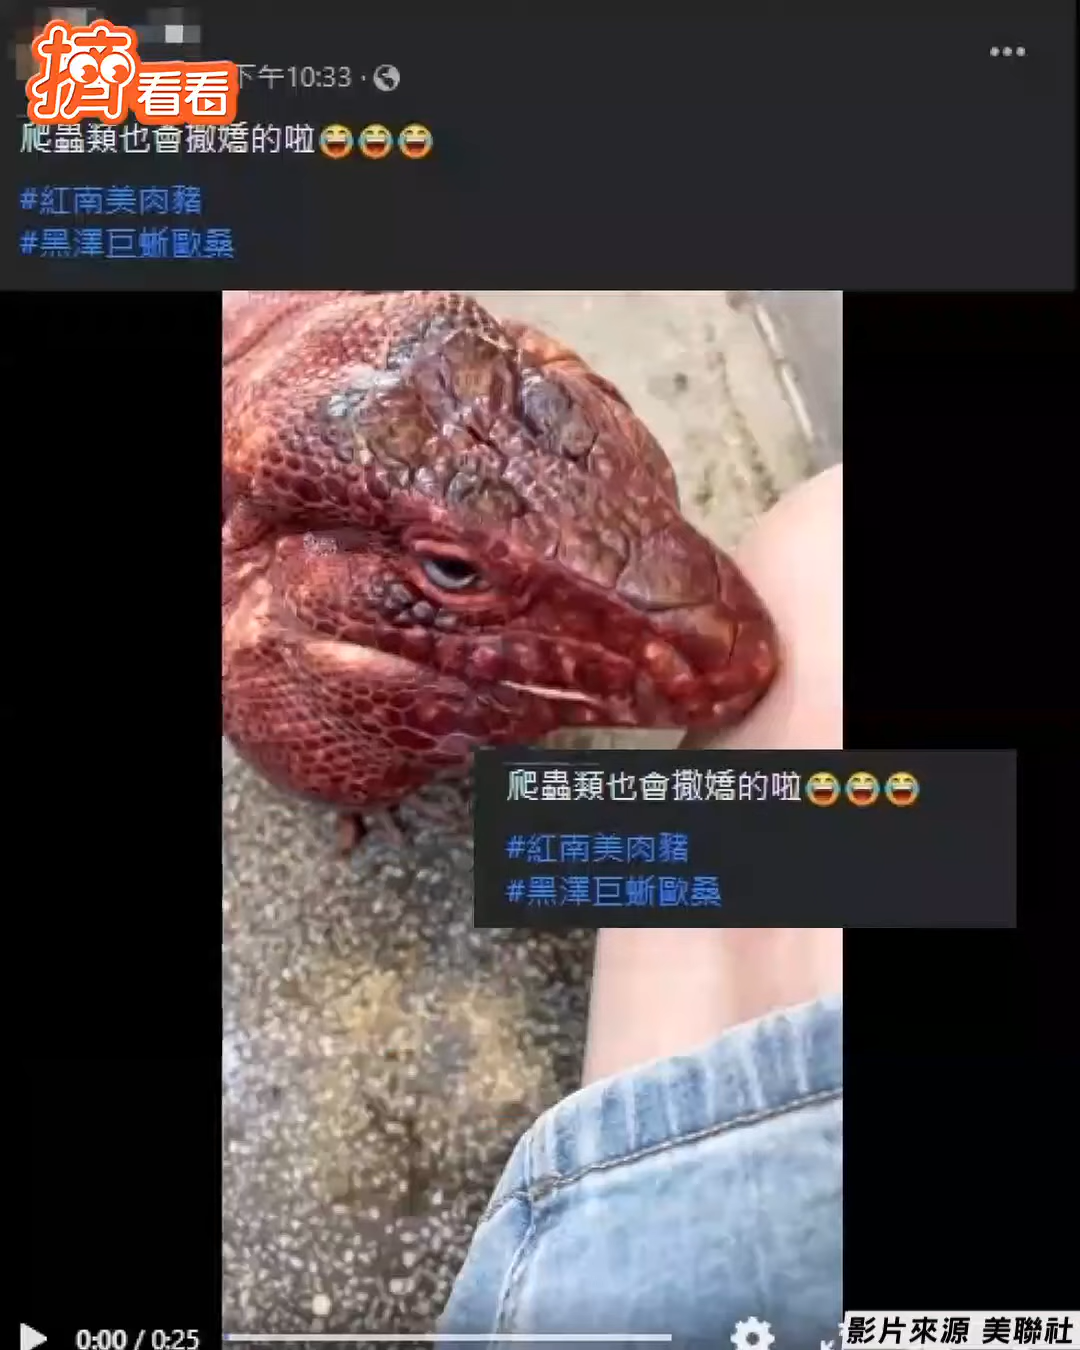 擠看看
下午10:33 ·
爬蟲類也會撒嬌的啦😆😆😆
#紅南美肉豬
#黑澤巨蜥歐桑
爬蟲類也會撒嬌的啦😆😆😆
#紅南美肉豬
#黑澤巨蜥歐桑
0:00 / 0:25
影片來源 美聯社